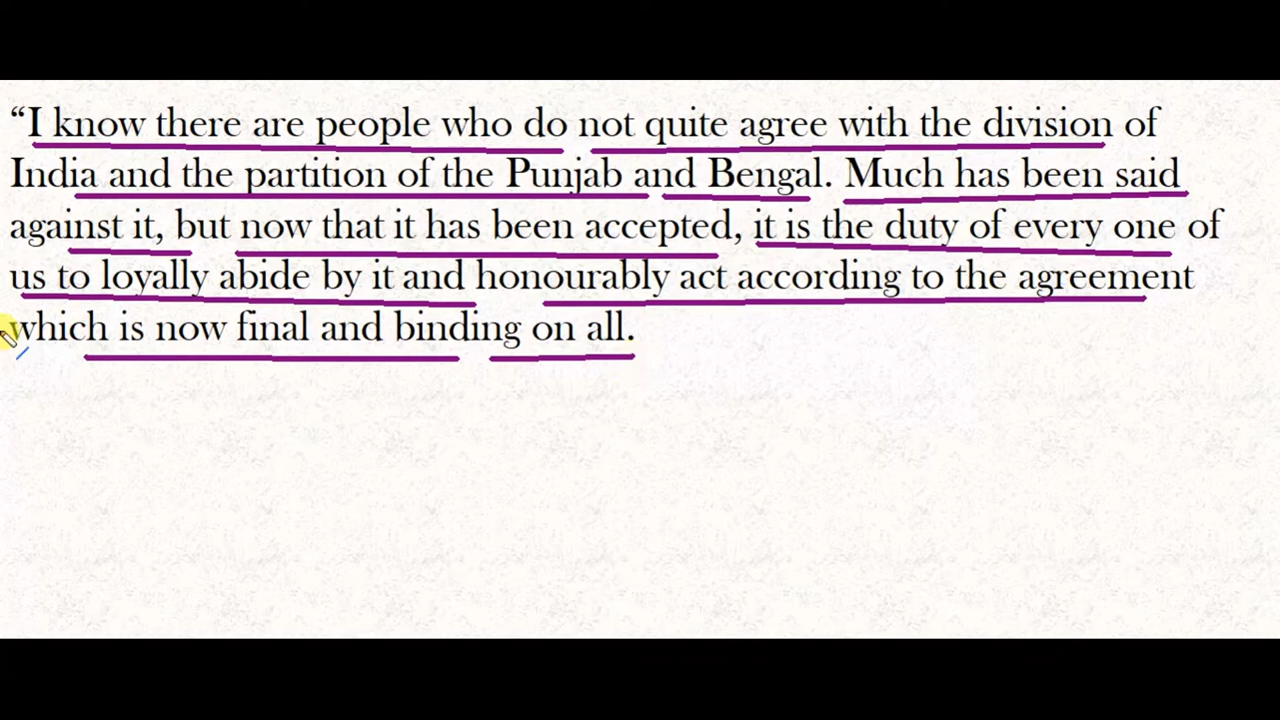 “I know there are people who do not quite agree with the division of
India and the partition of the Punjab and Bengal. Much has been said
against it, but now that it has been accepted, it is the duty of every one of
us to loyally abide by it and honourably act according to the agreement
which is now final and binding on all.